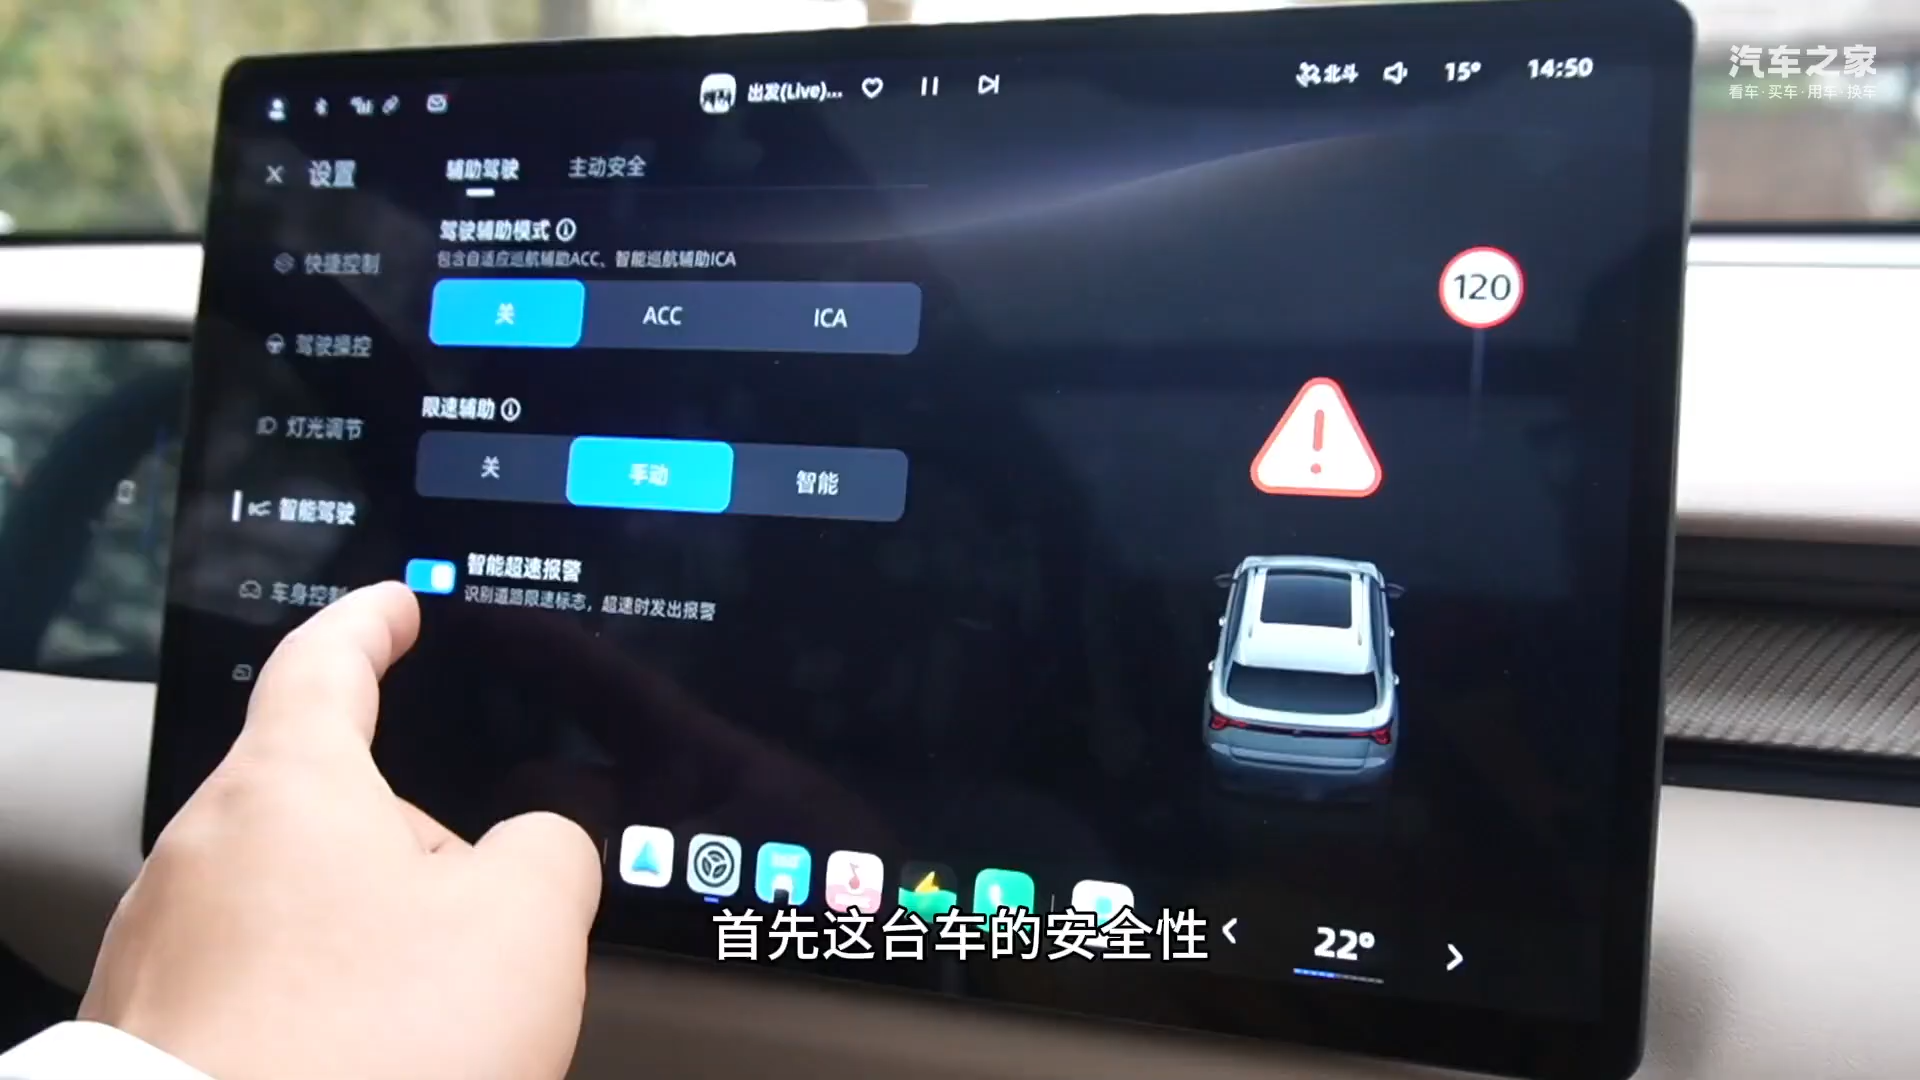 出发(Live)...
北斗
15°
14:50
汽车之家
看车·买车·用车·换车
设置
辅助驾驶
主动安全
驾驶辅助模式
包含自适应巡航辅助ACC、智能巡航辅助ICA
关
ACC
ICA
快捷控制
驾驶操控
灯光调节
智能驾驶
车身控制
限速辅助
关
手动
智能
智能超速报警
识别道路限速标志，超速时发出报警
120
首先这台车的安全性
22°